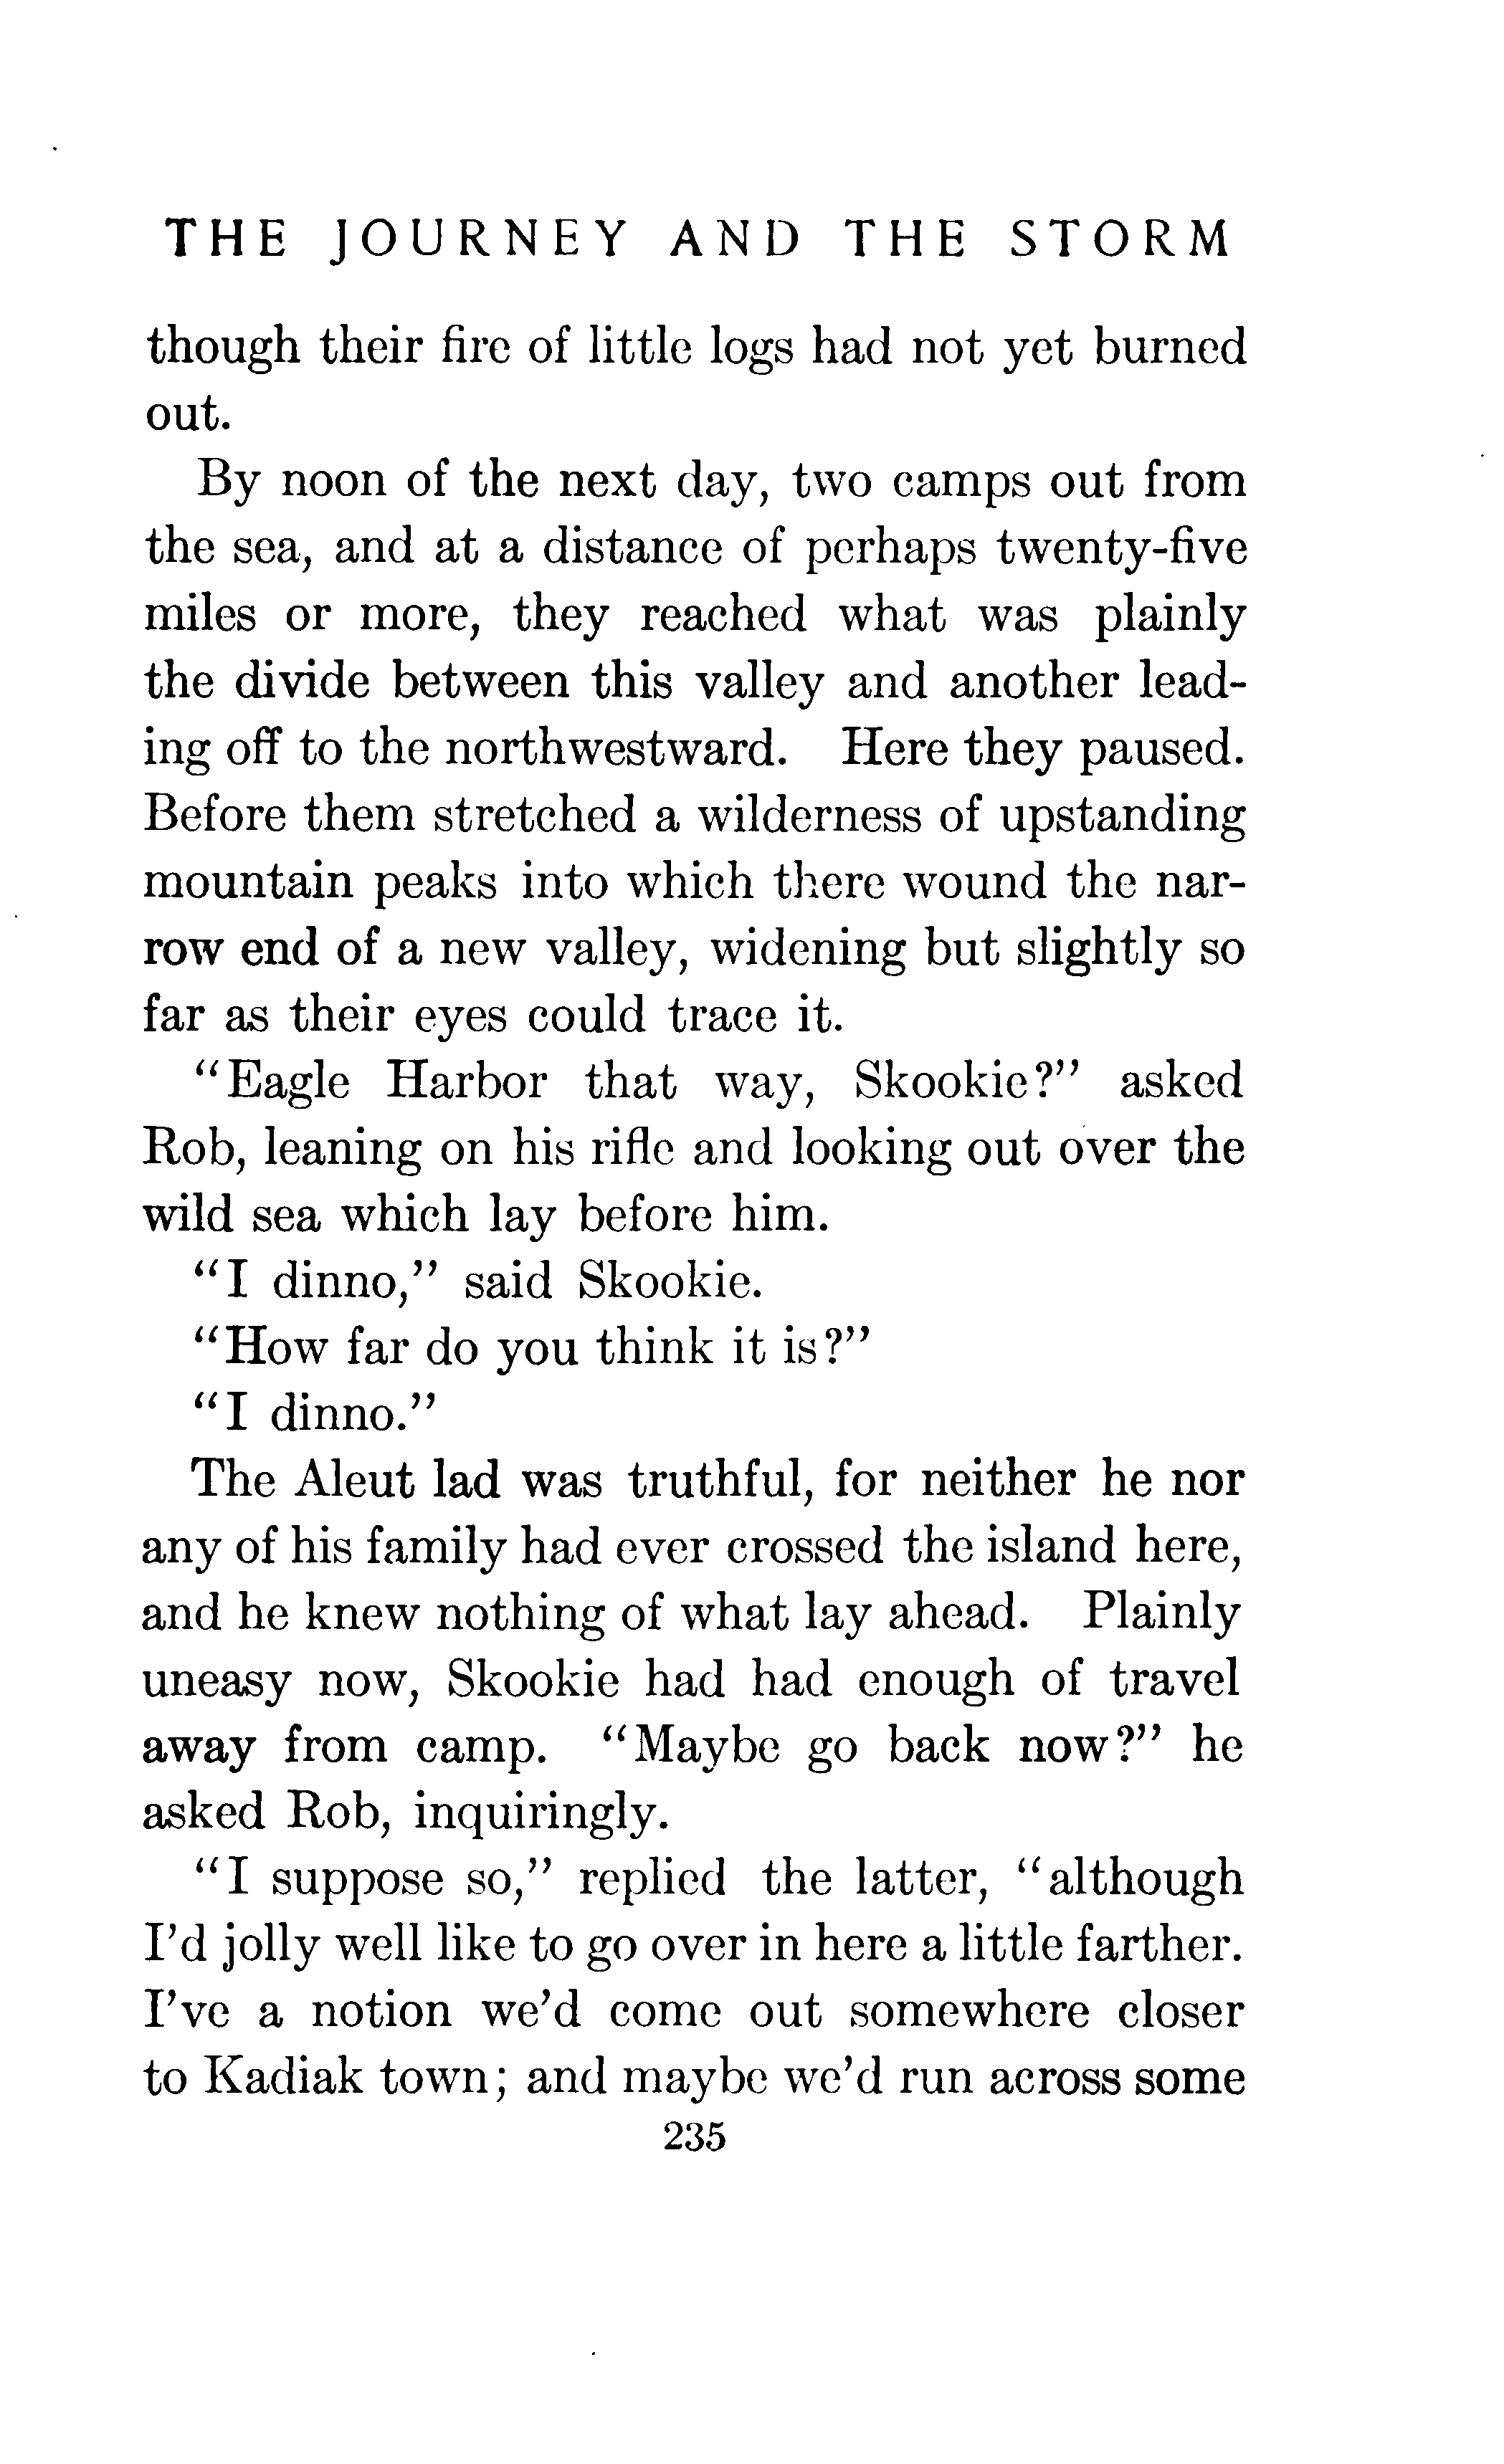 THE JOURNEY AND THE STORM
though their fire of little logs had not yet burned
out.
By noon of the next day, two camps out from
the sea, and at a distance of perhaps twenty-five
miles or more, they reached what was plainly
the divide between this valley and another lead-
ing off to the northwestward. Here they paused.
Before them stretched a wilderness of upstanding
mountain peaks into which there wound the nar-
row end of a new valley, widening but slightly so
far as their eyes could trace it.
"Eagle Harbor that way, Skookie?" asked
Rob, leaning on his rifle and looking out over the
wild sea which lay before him.
"I dinno," said Skookie.
"How far do you think it is?"
"I dinno."
The Aleut lad was truthful, for neither he nor
any of his family had ever crossed the island here,
and he knew nothing of what lay ahead. Plainly
uneasy now, Skookie had had enough of travel
away from camp. "Maybe go back now?" he
asked Rob, inquiringly.
"I suppose so," replied the latter, "although
I'd jolly well like to go over in here a little farther.
I've a notion we'd come out somewhere closer
to Kadiak town; and maybe we'd run across some
235